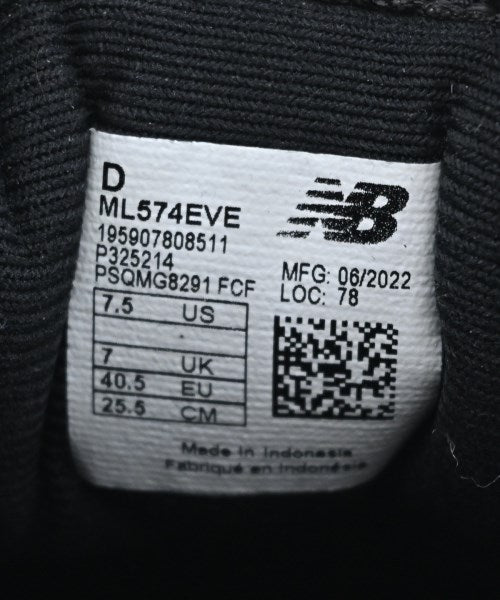 D
ML574EVE
195907808511
P325214
PSQMG8291 FCF
NB
MFG: 06/2022
LOC: 78
7.5 US
7 UK
40.5 EU
25.5 CM
Made in Indonesia
Fabriqué en Indonésie